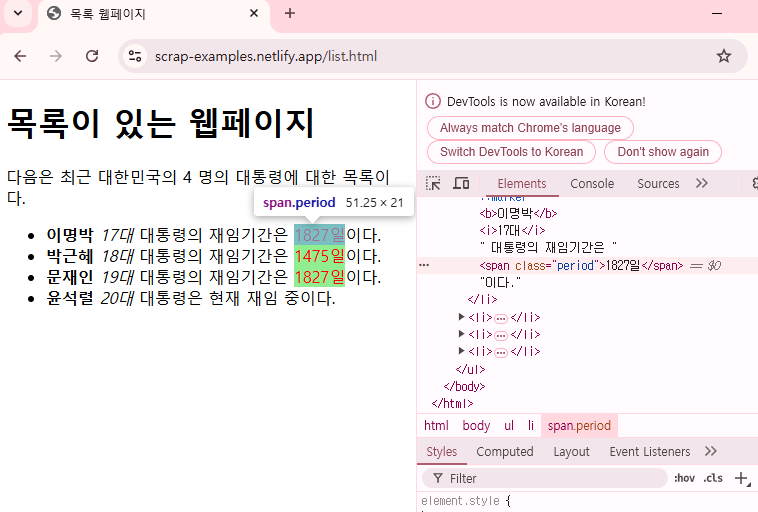 목록 웹페이지
scrap-examples.netlify.app/list.html
목록이 있는 웹페이지
다음은 최근 대한민국의 4 명의 대통령에 대한 목록이
다.
span.period 51.25 × 21
이명박 17대 대통령의 재임기간은 1827일이다.
박근혜 18대 대통령의 재임기간은 1475일이다.
문재인 19대 대통령의 재임기간은 1827일이다.
윤석렬 20대 대통령은 현재 재임 중이다.
DevTools is now available in Korean!
Always match Chrome's language
Switch DevTools to Korean Don't show again
Elements Console Sources
::marker
<b>이명박</b>
<i>17대</i>
" 대통령의 재임기간은 "
<span class="period">1827일</span> == $0
"이다."
</li>
<li>…</li>
<li>…</li>
<li>…</li>
</ul>
</body>
</html>
html body ul li span.period
Styles Computed Layout Event Listeners
Filter :hov .cls
element.style {